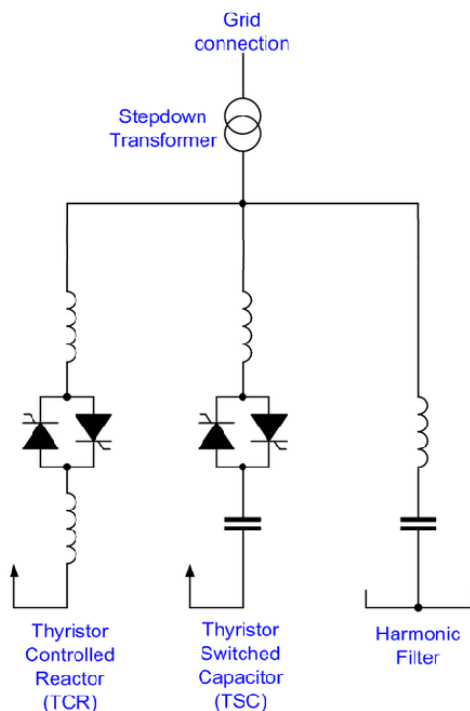 Grid
connection
Stepdown
Transformer
Thyristor
Controlled
Reactor
(TCR)
Thyristor
Switched
Capacitor
(TSC)
Harmonic
Filter